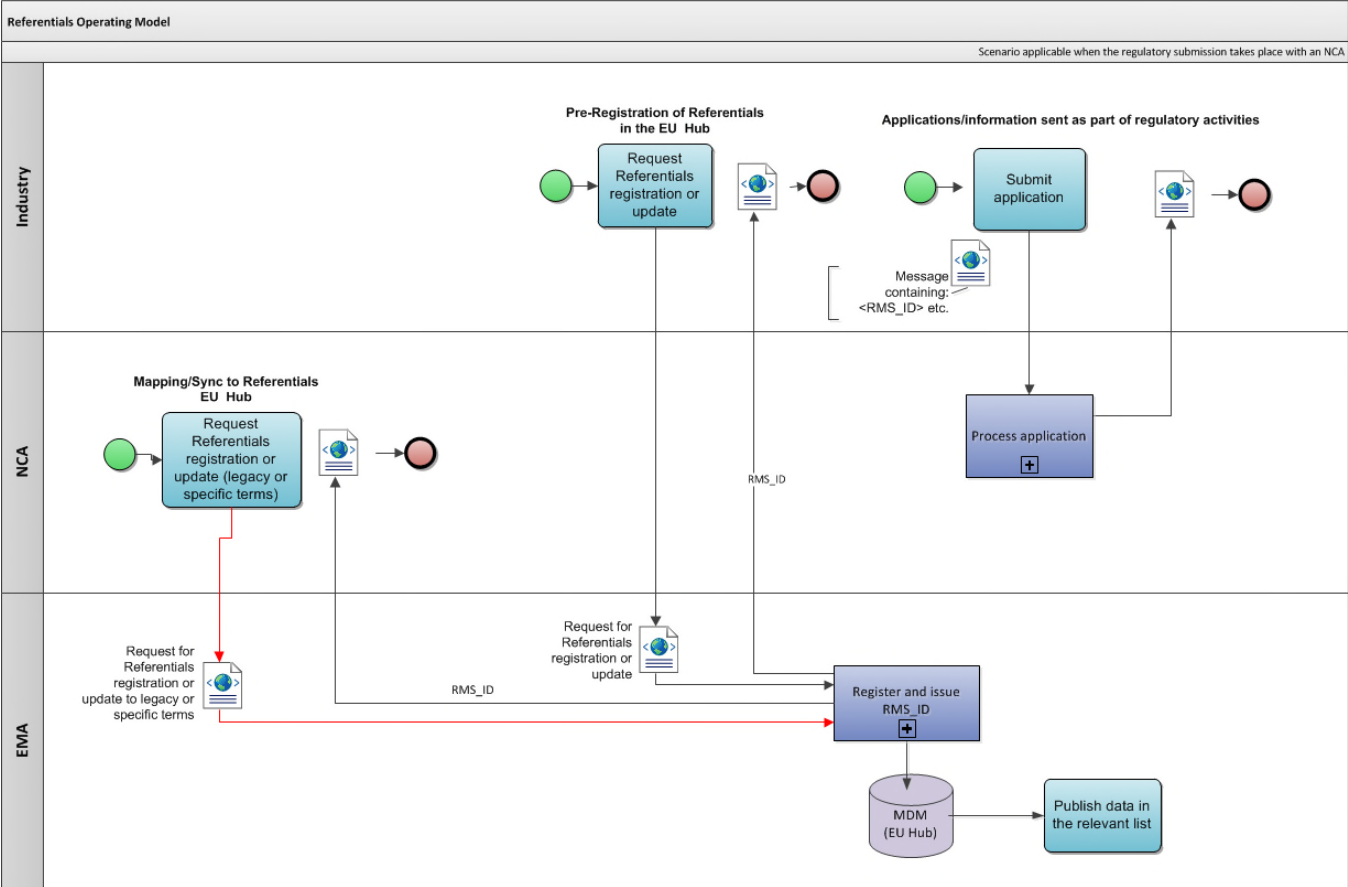 Referentials Operating Model
Scenario applicable when the regulatory submission takes place with an NCA
Industry
Pre-Registration of Referentials
in the EU Hub
Request
Referentials
registration or
update
Applications/information sent as part of regulatory activities
Submit
application
Message
containing:
<RMS_ID> etc.
NCA
Mapping/Sync to Referentials
EU Hub
Request
Referentials
registration or
update (legacy or
specific terms)
Process application
RMS_ID
EMA
Request for
Referentials
registration or
update to legacy or
specific terms
RMS_ID
Request for
Referentials
registration or
update
Register and issue
RMS_ID
MDM
(EU Hub)
Publish data in
the relevant list